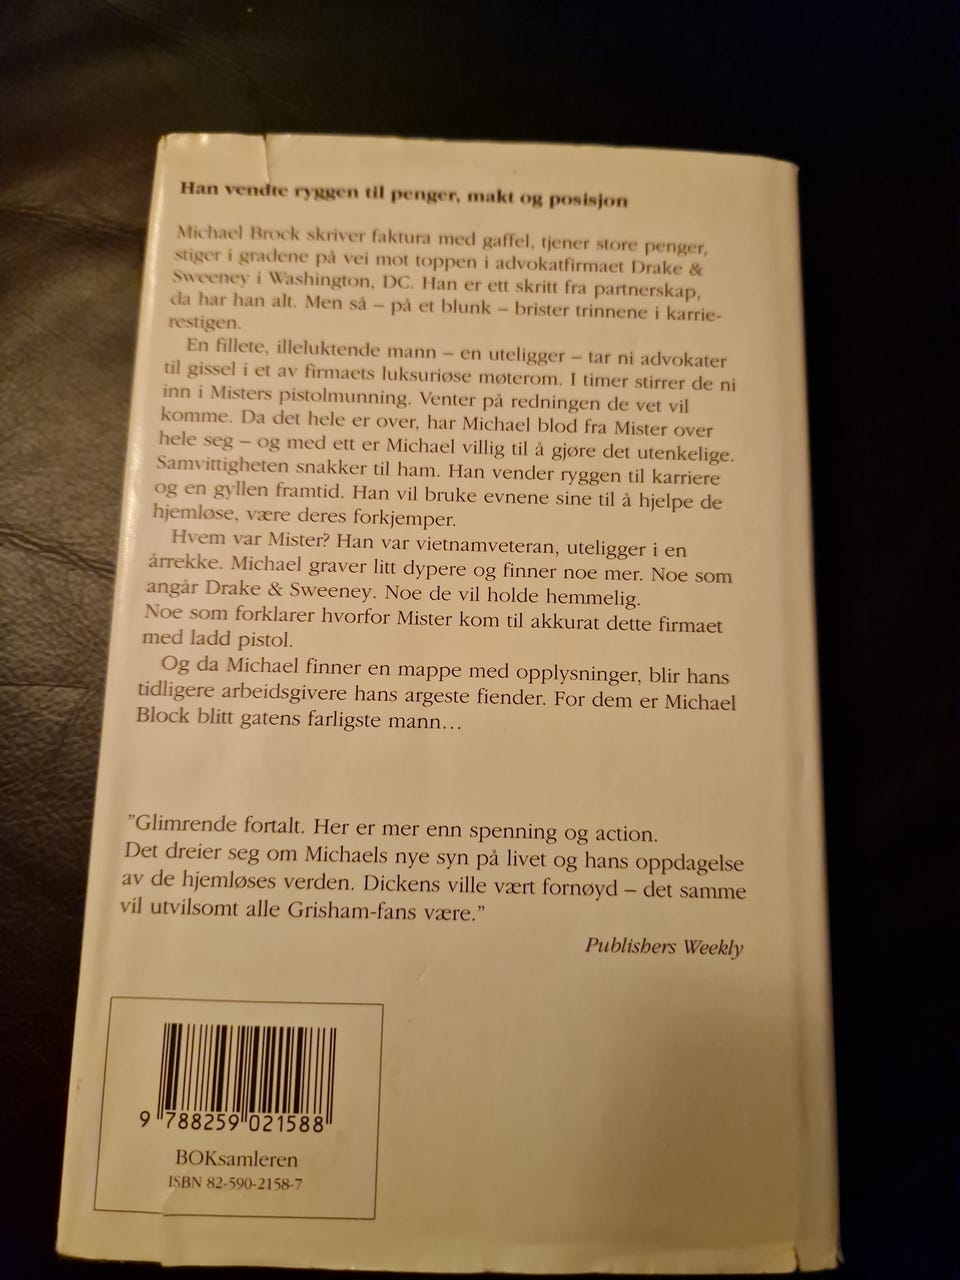 Han vendte ryggen til penger, makt og posisjon
Michael Brock skriver faktura med gaffel, tjener store penger,
stiger i gradene på vei mot toppen i advokatfirmaet Drake &
Sweeney i Washington, DC. Han er ett skritt fra partnerskap,
da har han alt. Men så – på et blunk – brister trinnene i karrie-
restigen.
En fillete, illeluktende mann – en uteligger – tar ni advokater
til gissel i et av firmaets luksuriøse møterom. I timer stirrer de ni
inn i Misters pistolmunning. Venter på redningen de vet vil
komme. Da det hele er over, har Michael blod fra Mister over
hele seg – og med ett er Michael villig til å gjøre det utenkelige.
Samvittigheten snakker til ham. Han vender ryggen til karriere
og en gyllen framtid. Han vil bruke evnene sine til å hjelpe de
hjemløse, være deres forkjemper.
Hvem var Mister? Han var vietnamveteran, uteligger i en
årrekke. Michael graver litt dypere og finner noe mer. Noe som
angår Drake & Sweeney. Noe de vil holde hemmelig.
Noe som forklarer hvorfor Mister kom til akkurat dette firmaet
med ladd pistol.
Og da Michael finner en mappe med opplysninger, blir hans
tidligere arbeidsgivere hans argeste fiender. For dem er Michael
Block blitt gatens farligste mann…
”Glimrende fortalt. Her er mer enn spenning og action.
Det dreier seg om Michaels nye syn på livet og hans oppdagelse
av de hjemløses verden. Dickens ville vært fornøyd – det samme
vil utvilsomt alle Grisham-fans være.”
Publishers Weekly
9 788259 021588
BOKsamleren
ISBN 82-590-2158-7